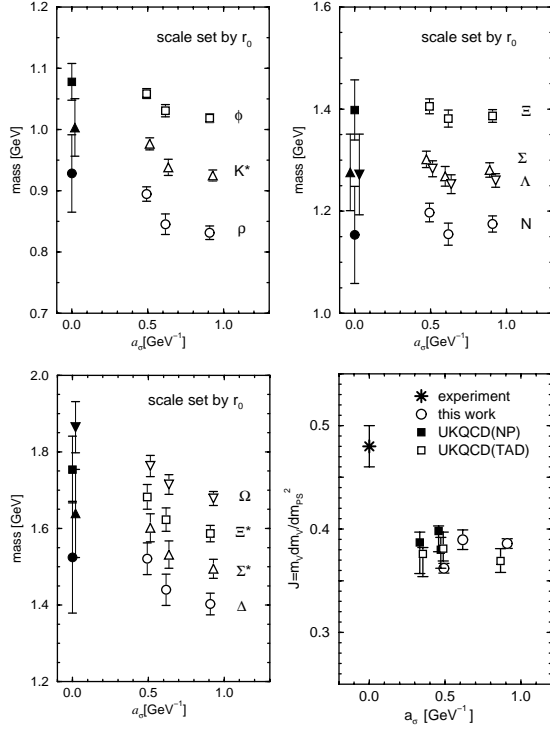 scale set by r0
1.1
1.0
0.9
0.8
0.7
mass [GeV]
ϕ
K*
ρ
0.0
0.5
1.0
aσ[GeV⁻¹]
scale set by r0
1.6
1.4
1.2
1.0
mass [GeV]
Ξ
Σ
Λ
N
0.0
0.5
1.0
aσ[GeV⁻¹]
scale set by r0
2.0
1.8
1.6
1.4
1.2
mass [GeV]
Ω
Ξ*
Σ*
Δ
0.0
0.5
1.0
aσ[GeV⁻¹]
experiment
this work
UKQCD(NP)
UKQCD(TAD)
0.5
0.4
0.3
J=mVdmV/dmPS²
0.0
0.5
1.0
aσ [GeV⁻¹]